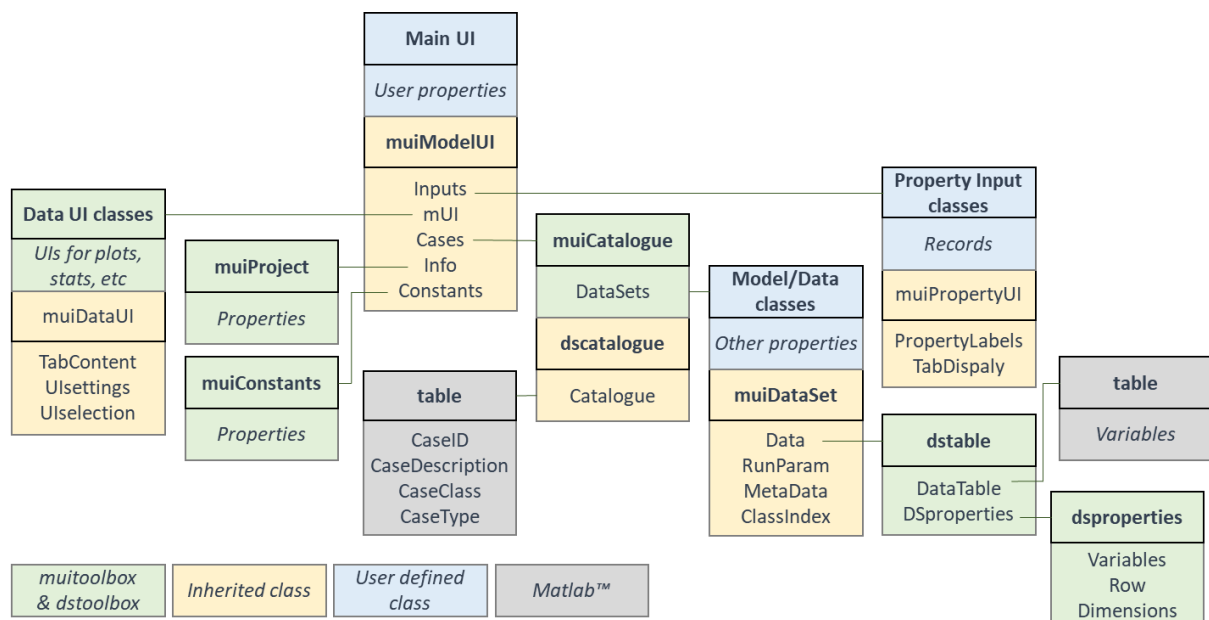 Main UI
User properties
muiModelUI
Inputs
mUI
Cases
Info
Constants
Data UI classes
UIs for plots,
stats, etc
muiDataUI
TabContent
UIsettings
UIselection
muiProject
Properties
muiConstants
Properties
muiCatalogue
DataSets
dscatalogue
Catalogue
table
CaseID
CaseDescription
CaseClass
CaseType
Model/Data
classes
Other properties
muiDataSet
Data
RunParam
MetaData
ClassIndex
Property Input
classes
Records
muiPropertyUI
PropertyLabels
TabDispaly
dstable
DataTable
DSproperties
table
Variables
dsproperties
Variables
Row
Dimensions
muitoolbox
& dstoolbox
Inherited class
User defined
class
Matlab™